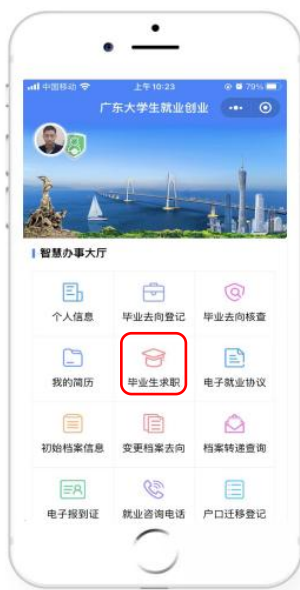 中国移动 上午10:23 79%
广东大学生就业创业
智慧办事大厅
个人信息 毕业去向登记 毕业去向核查
我的简历 毕业生求职 电子就业协议
初始档案信息 变更档案去向 档案转递查询
电子报到证 就业咨询电话 户口迁移登记